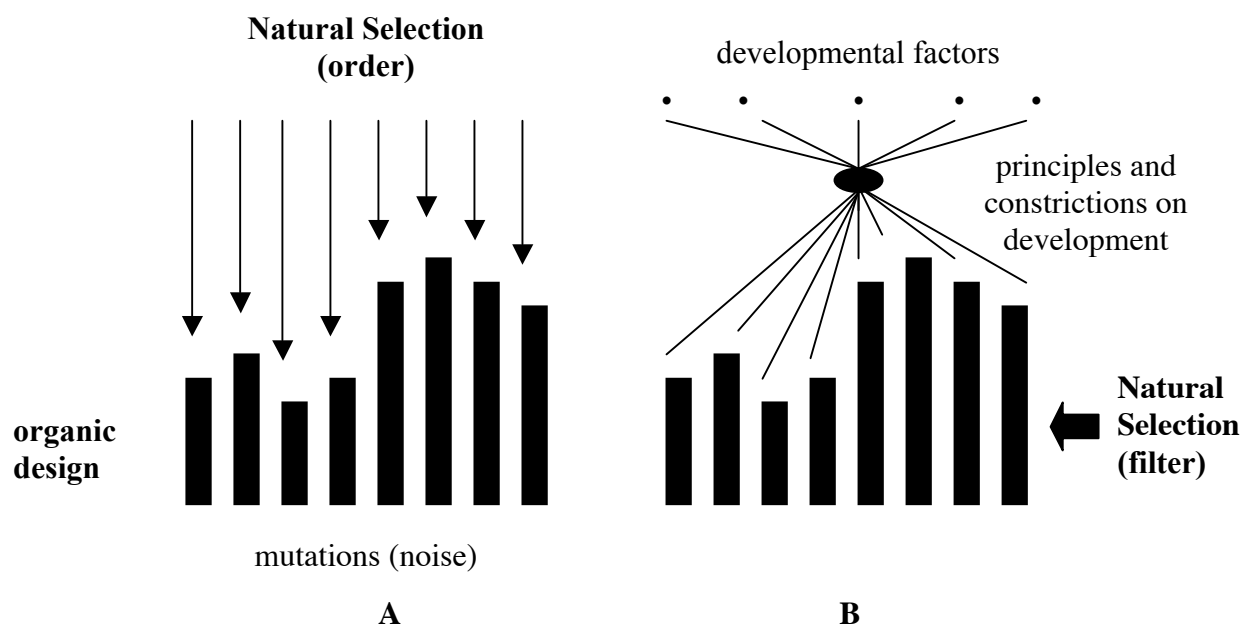 Natural Selection
(order)
organic
design
mutations (noise)
A
developmental factors
principles and
constrictions on
development
Natural
Selection
(filter)
B